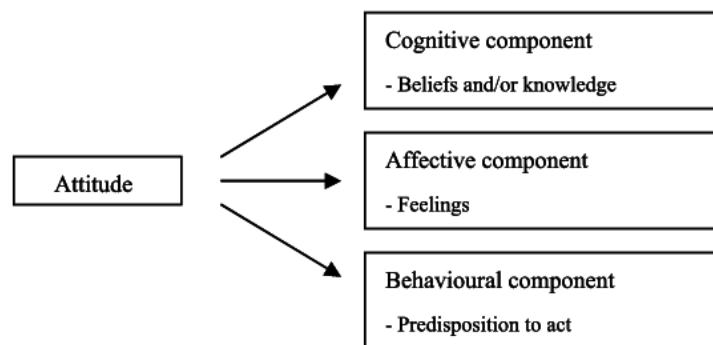 Cognitive component
- Beliefs and/or knowledge
Attitude
Affective component
- Feelings
Behavioural component
- Predisposition to act